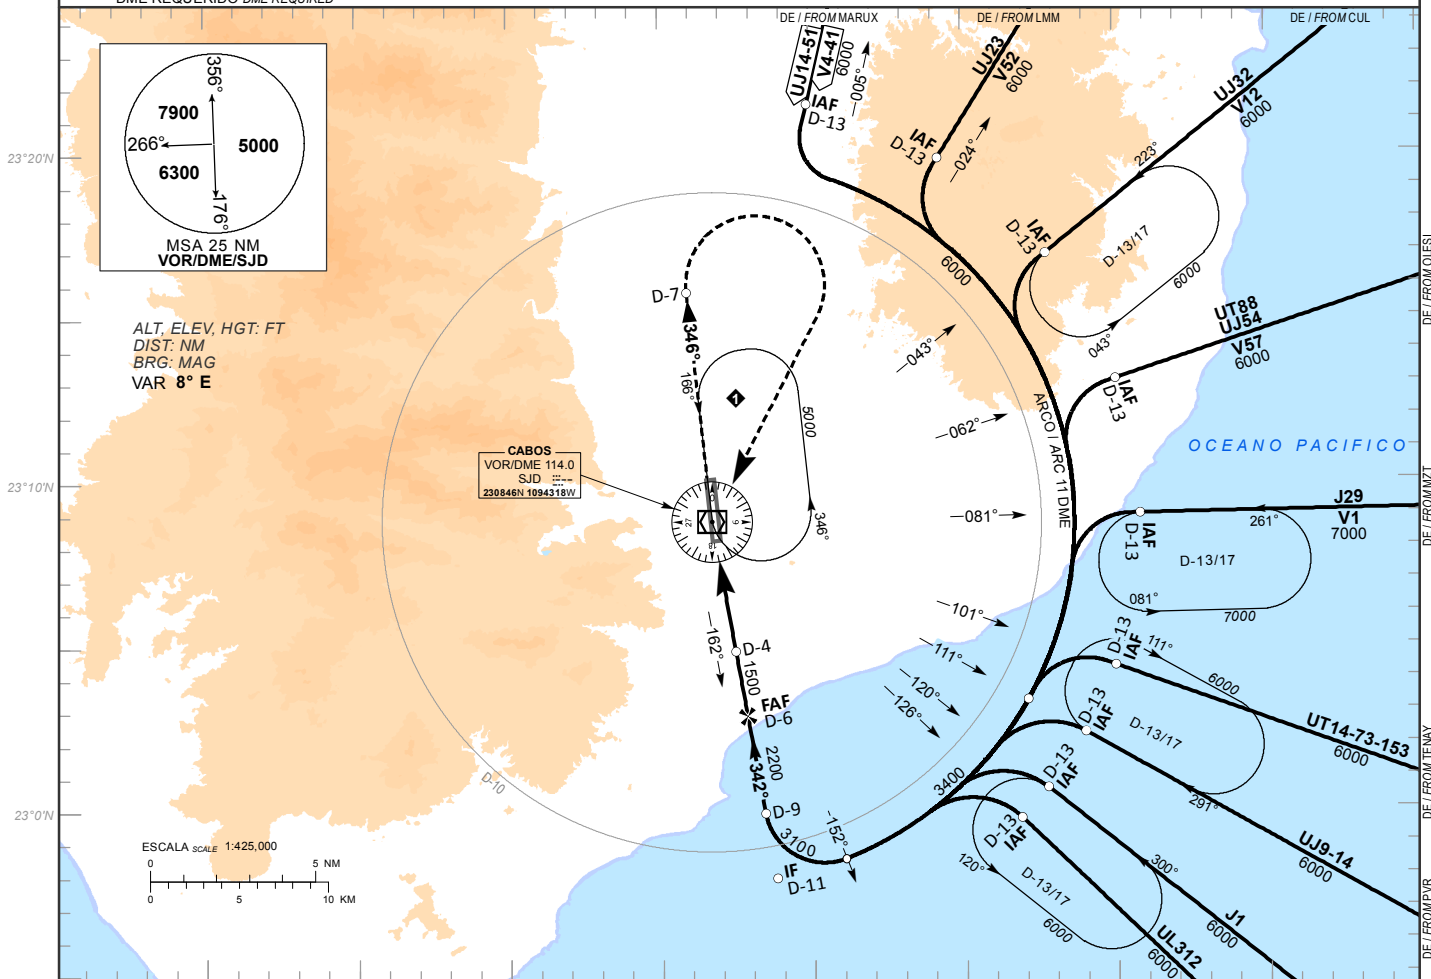 DME REQUERIDO DME REQUIRED
DE / FROM MARUX
DE / FROM LMM
DE / FROM CUL
356°
7900
266°
5000
6300
176°
MSA 25 NM
VOR/DME/SJD
ALT, ELEV, HGT: FT
DIST: NM
BRG: MAG
VAR 8° E
23°20'N
23°10'N
23°0'N
UJ14-51
V4-41
6000
005°
IAF
D-13
UJ23
V52
6000
IAF
D-13
024°
UJ32
V12
6000
223°
IAF
D-13
D-13/17
6000
043°
6000
043°
UT88
UJ54
V57
6000
IAF
D-13
DE / FROM OLESI
D-7
346°
166°
1
5000
346°
CABOS
VOR/DME 114.0
SJD
230846N 1094318W
27
9
18
062°
ARCO / ARC 11 DME
OCEANO PACIFICO
081°
J29
V1
7000
261°
IAF
D-13
D-13/17
081°
7000
DE / FROM MZT
101°
111°
120°
126°
D-13
IAF
111°
6000
UT14-73-153
6000
DE / FROM TENAY
D-13
IAF
D-13/17
291°
UJ9-14
6000
DE / FROM PVR
162°
D-4
1500
FAF
D-6
2200
342°
D-9
3100
152°
IF
D-11
3400
D-13
IAF
300°
J1
6000
D-13
IAF
120°
D-13/17
6000
UL312
6000
D-10
ESCALA SCALE 1:425,000
0 5 NM
0 5 10 KM